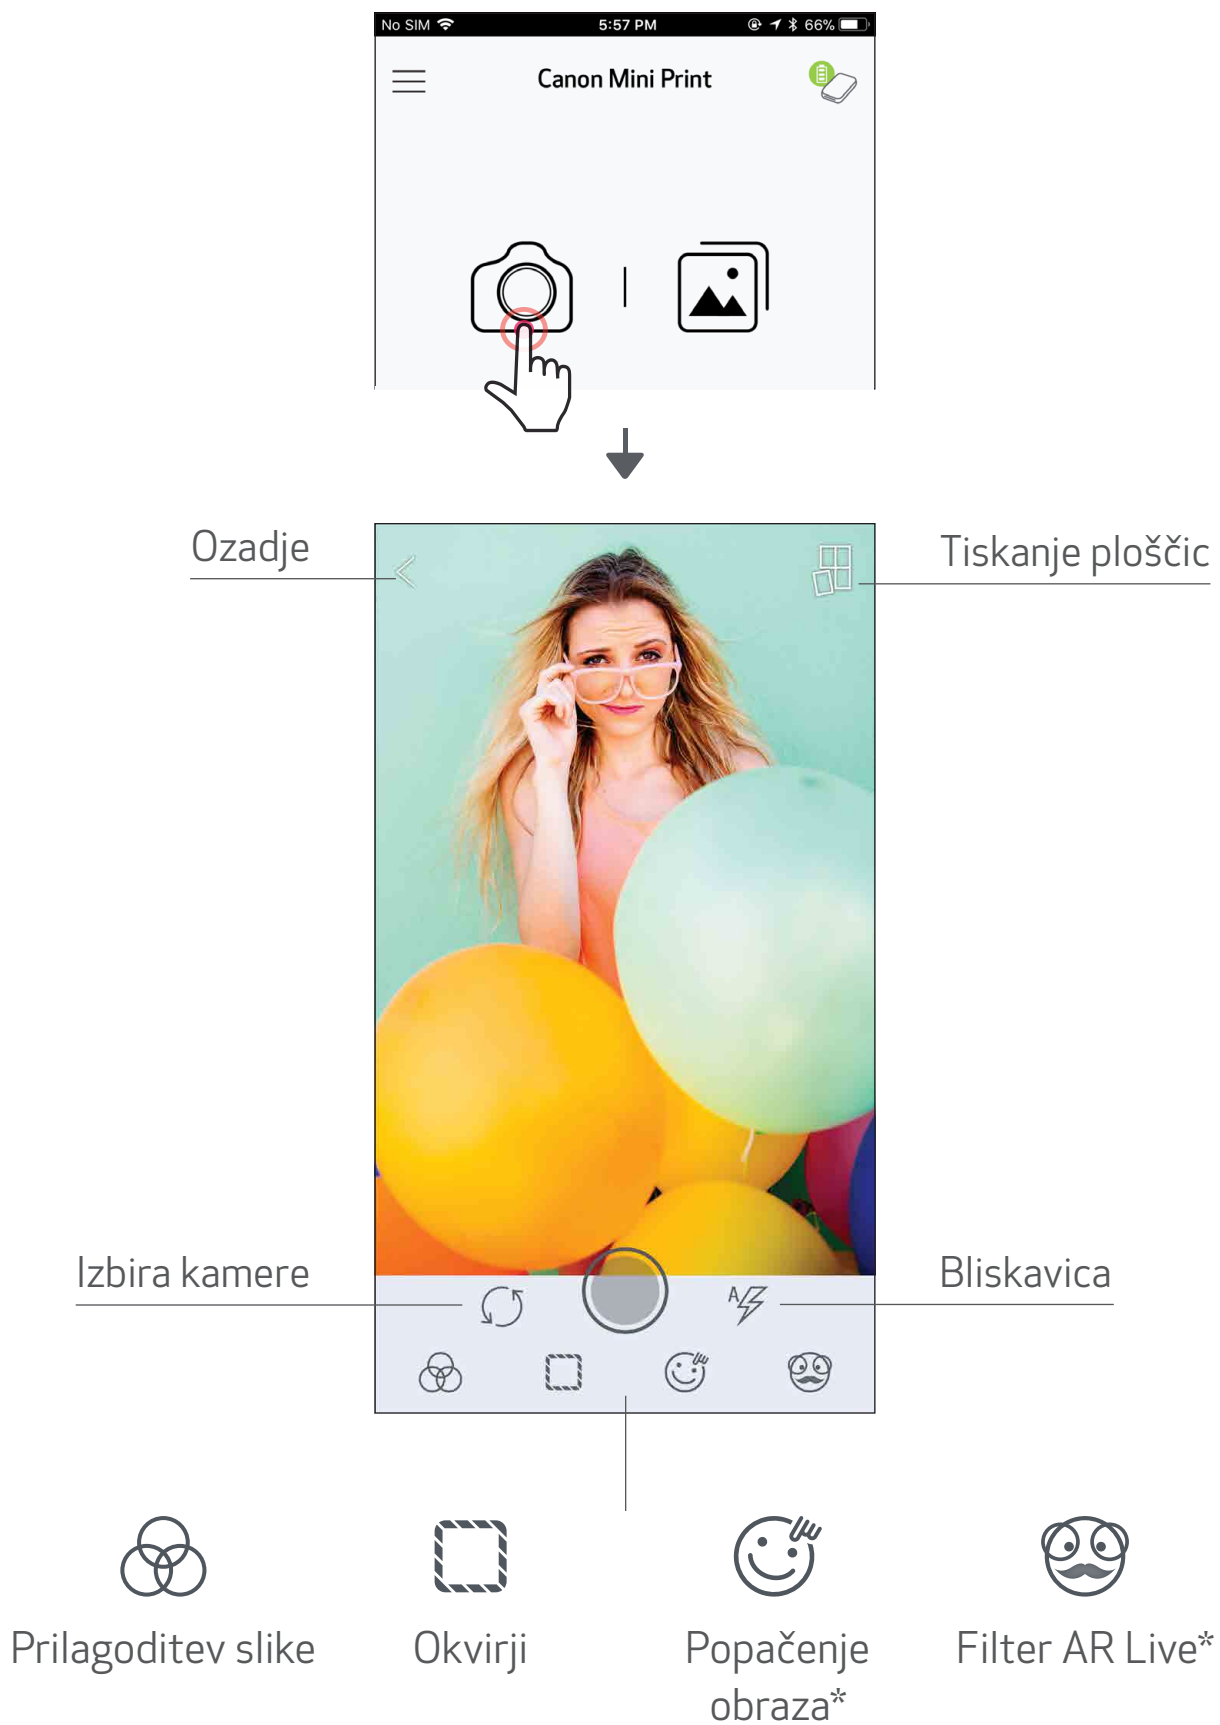 No SIM 5:57 PM 66%
Canon Mini Print
Ozadje
Tiskanje ploščic
Izbira kamere
Bliskavica
A
Prilagoditev slike
Okvirji
Popačenje
obraza*
Filter AR Live*